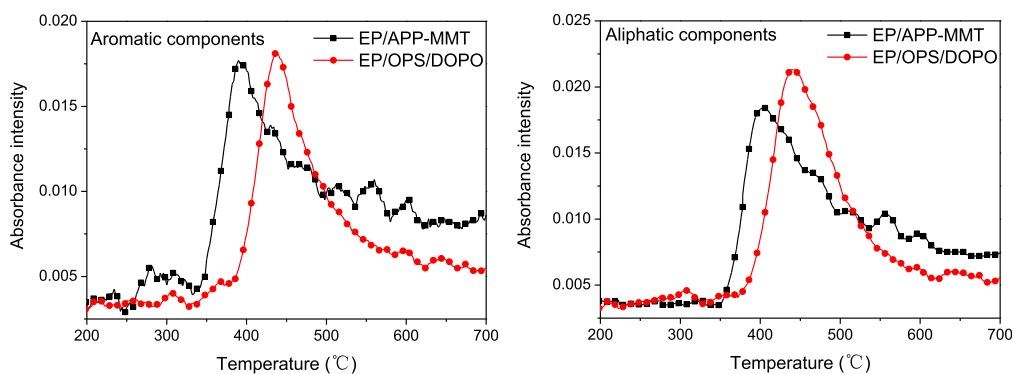 Aromatic components
EP/APP-MMT
EP/OPS/DOPO
0.020
0.015
0.010
0.005
200 300 400 500 600 700
Temperature (℃)
Absorbance intensity
Aliphatic components
EP/APP-MMT
EP/OPS/DOPO
0.025
0.020
0.015
0.010
0.005
200 300 400 500 600 700
Temperature (℃)
Absorbance intensity